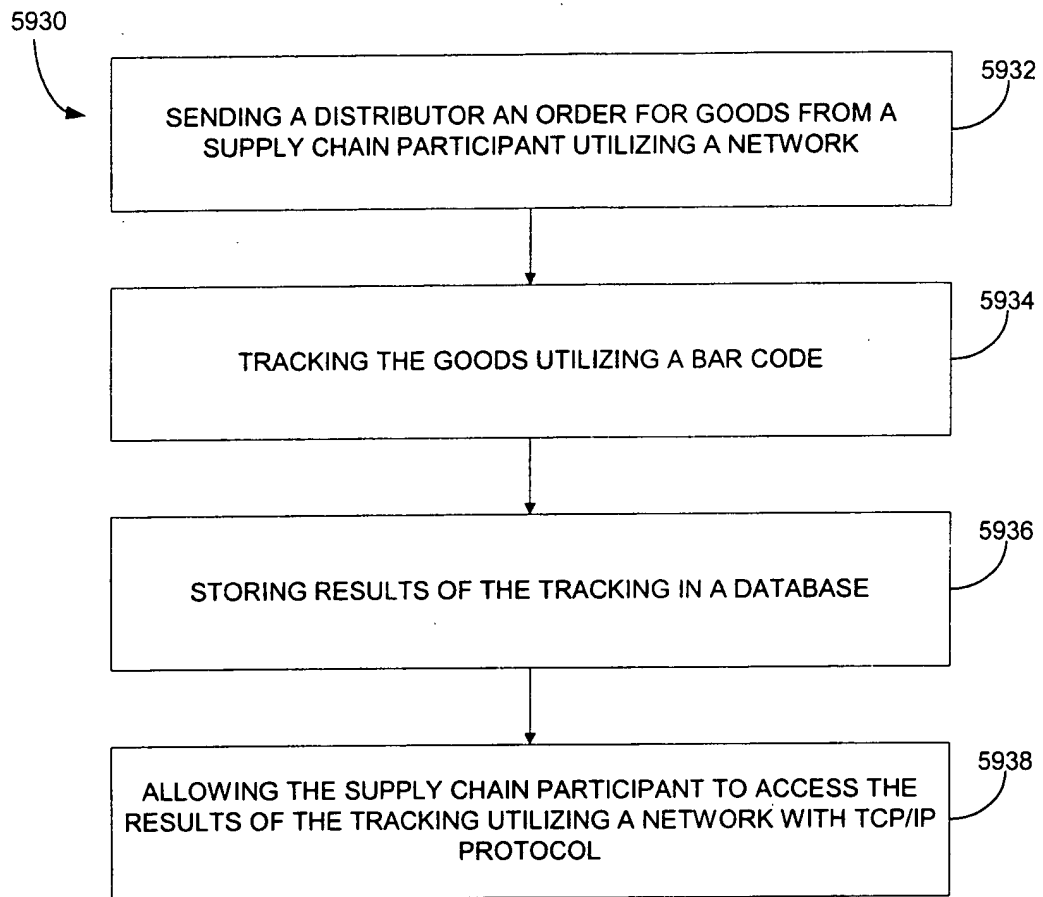 5930
5932
SENDING A DISTRIBUTOR AN ORDER FOR GOODS FROM A
SUPPLY CHAIN PARTICIPANT UTILIZING A NETWORK
5934
TRACKING THE GOODS UTILIZING A BAR CODE
5936
STORING RESULTS OF THE TRACKING IN A DATABASE
5938
ALLOWING THE SUPPLY CHAIN PARTICIPANT TO ACCESS THE
RESULTS OF THE TRACKING UTILIZING A NETWORK WITH TCP/IP
PROTOCOL